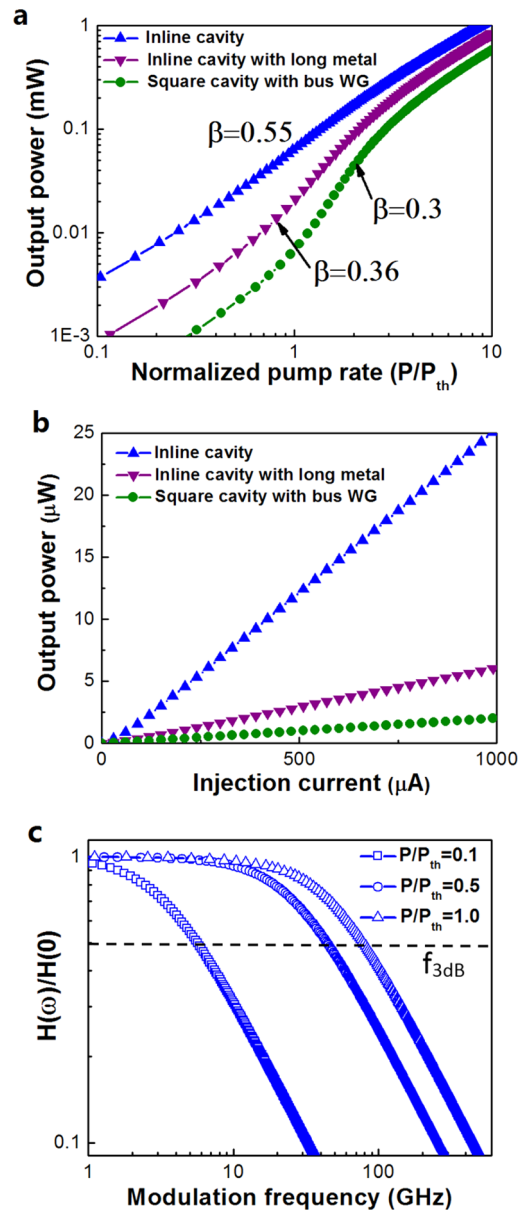 a
1
0.1
0.01
1E-3
Output power (mW)
Inline cavity
Inline cavity with long metal
Square cavity with bus WG
β=0.55
β=0.3
β=0.36
0.1
1
10
Normalized pump rate (P/Pth)
b
25
20
15
10
5
0
Output power (μW)
Inline cavity
Inline cavity with long metal
Square cavity with bus WG
0
500
1000
Injection current (μA)
c
1
0.1
H(ω)/H(0)
P/Pth=0.1
P/Pth=0.5
P/Pth=1.0
f3dB
1
10
100
Modulation frequency (GHz)